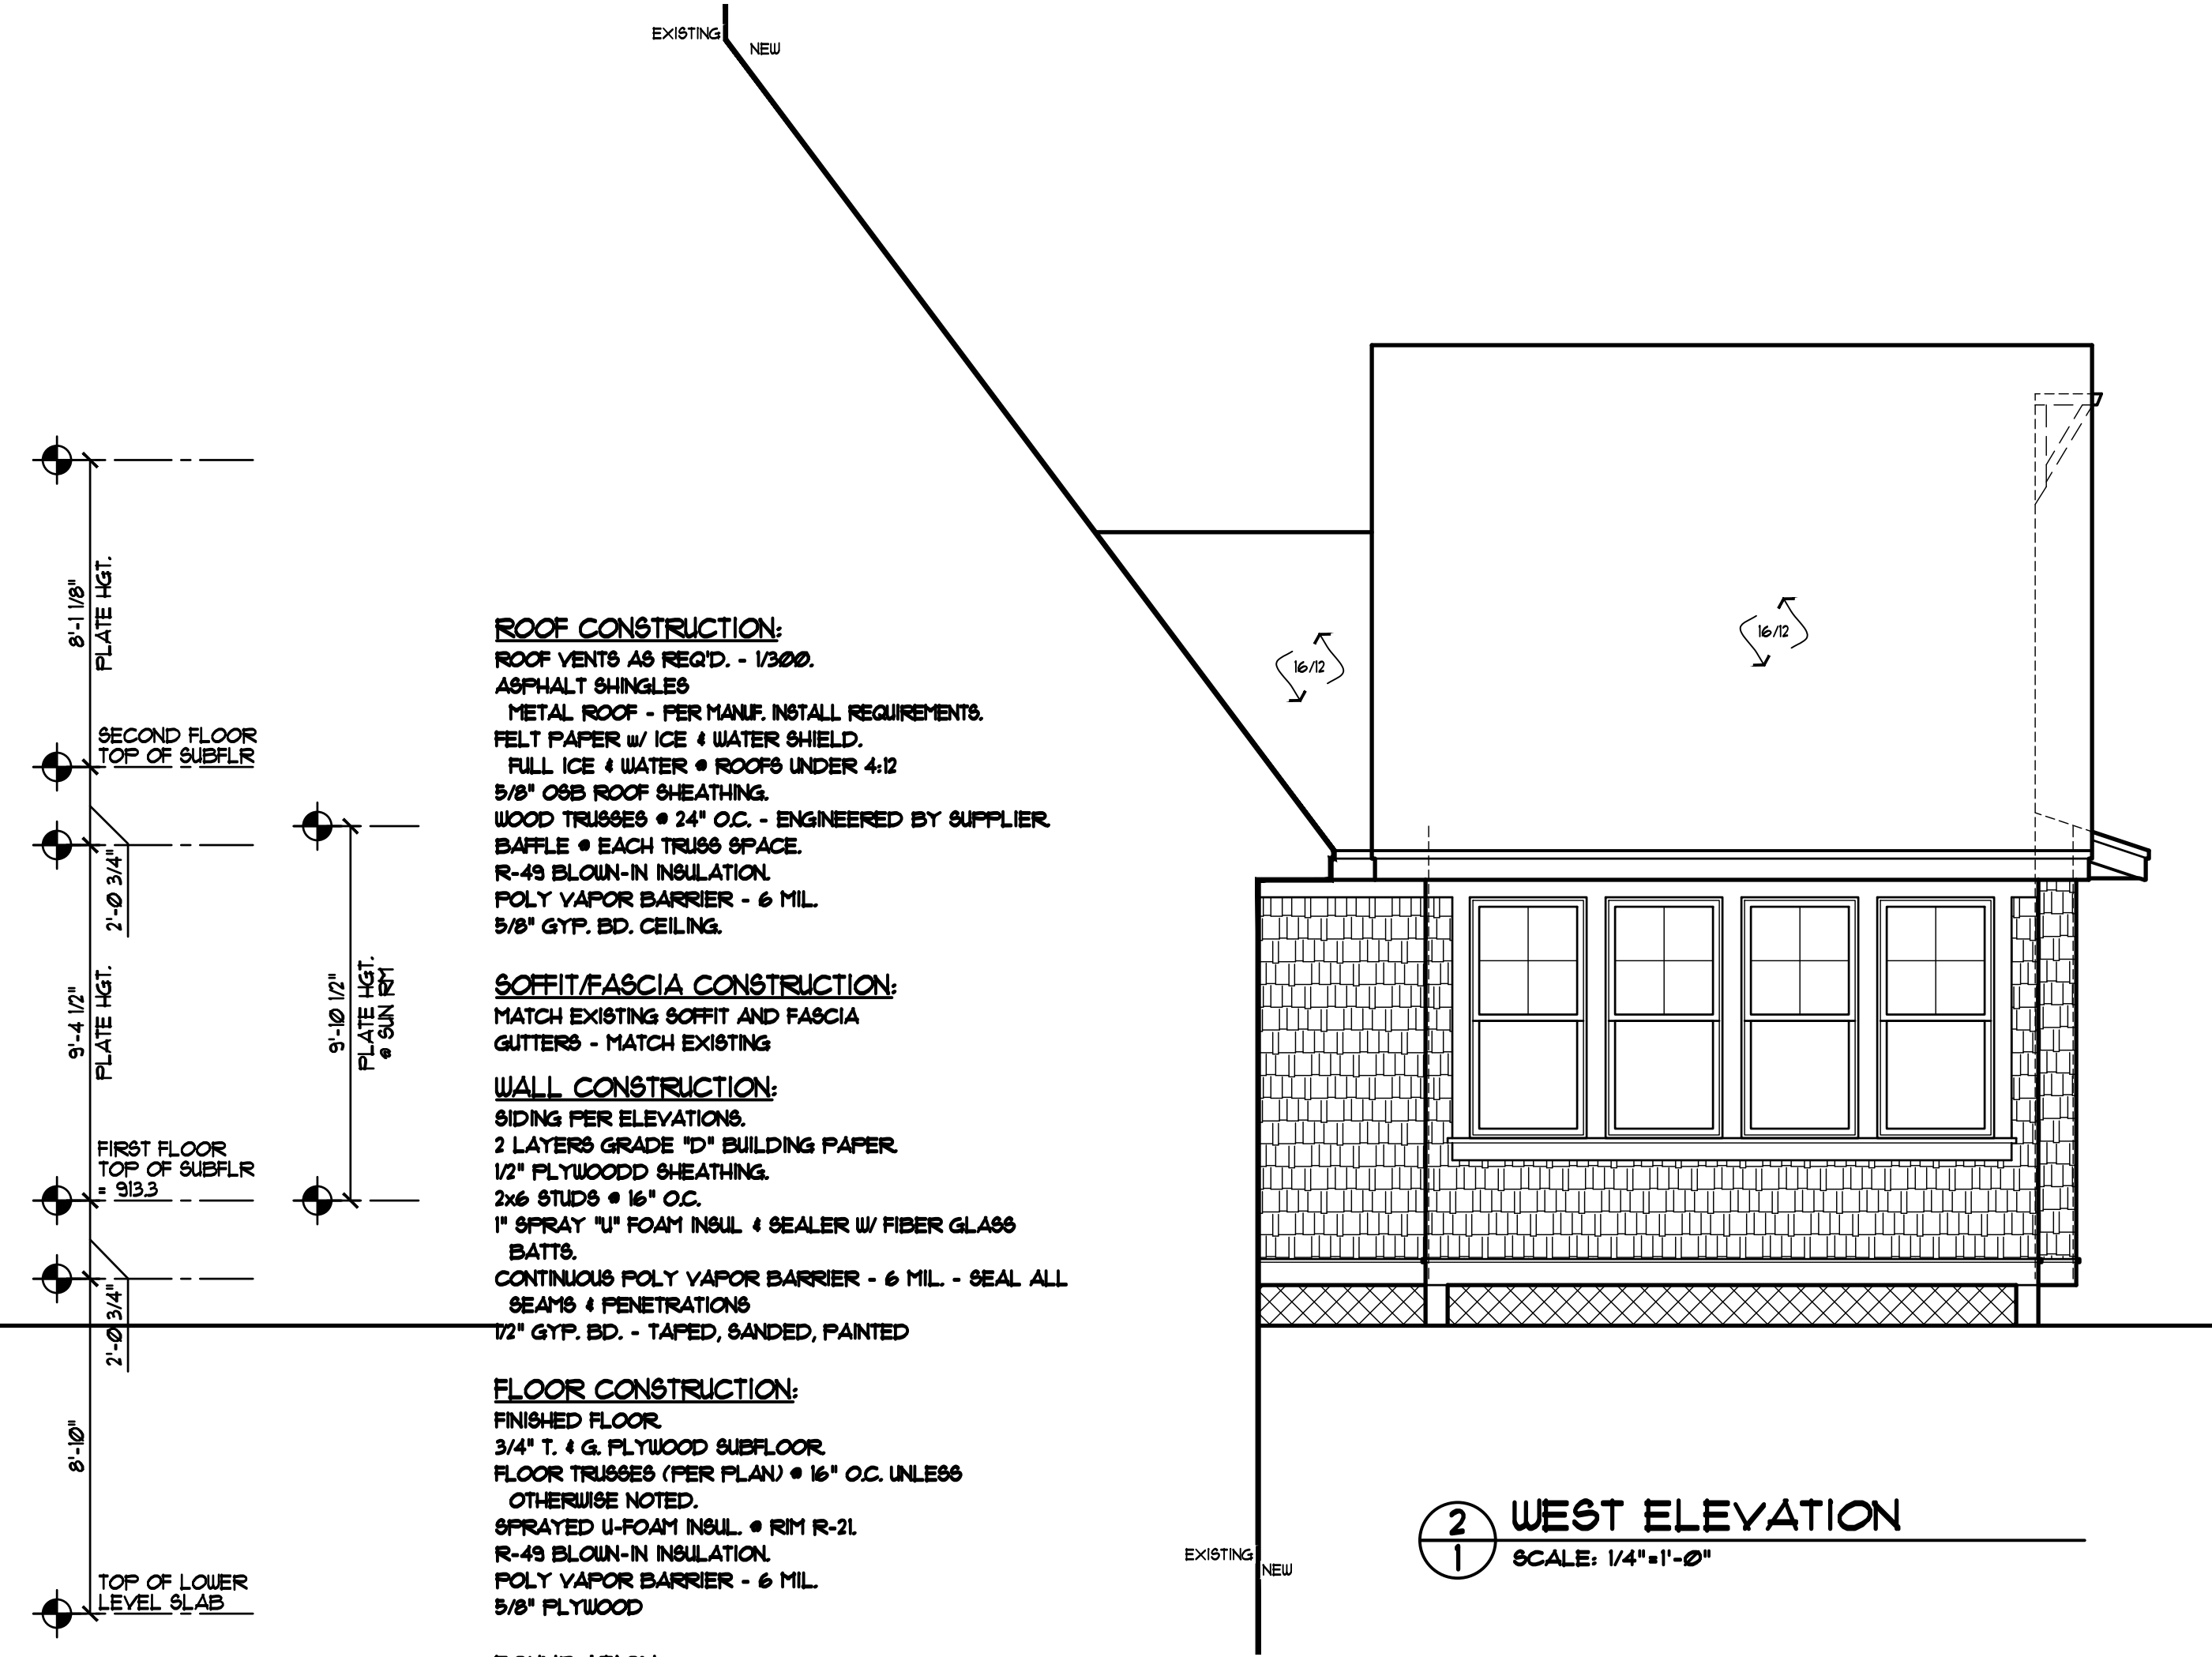 EXISTING
NEW
8'-1 1/8"
PLATE HGT.
SECOND FLOOR
TOP OF SUBFLR
2'-0 3/4"
9'-4 1/2"
PLATE HGT.
9'-10 1/2"
PLATE HGT.
@ SUN RM
FIRST FLOOR
TOP OF SUBFLR
= 913.3
2'-0 3/4"
8'-10"
TOP OF LOWER
LEVEL SLAB
ROOF CONSTRUCTION:
ROOF VENTS AS REQ'D. - 1/300.
ASPHALT SHINGLES
METAL ROOF - PER MANUF. INSTALL REQUIREMENTS.
FELT PAPER w/ ICE & WATER SHIELD.
FULL ICE & WATER @ ROOFS UNDER 4:12
5/8" OSB ROOF SHEATHING.
WOOD TRUSSES @ 24" O.C. - ENGINEERED BY SUPPLIER.
BAFFLE @ EACH TRUSS SPACE.
R-49 BLOWN-IN INSULATION.
POLY VAPOR BARRIER - 6 MIL.
5/8" GYP. BD. CEILING.
SOFFIT/FASCIA CONSTRUCTION:
MATCH EXISTING SOFFIT AND FASCIA
GUTTERS - MATCH EXISTING
WALL CONSTRUCTION:
SIDING PER ELEVATIONS.
2 LAYERS GRADE "D" BUILDING PAPER.
1/2" PLYWOODD SHEATHING.
2x6 STUDS @ 16" O.C.
1" SPRAY "U" FOAM INSUL & SEALER W/ FIBER GLASS
BATTS.
CONTINUOUS POLY VAPOR BARRIER - 6 MIL. - SEAL ALL
SEAMS & PENETRATIONS
1/2" GYP. BD. - TAPED, SANDED, PAINTED
FLOOR CONSTRUCTION:
FINISHED FLOOR.
3/4" T. & G. PLYWOOD SUBFLOOR.
FLOOR TRUSSES (PER PLAN) @ 16" O.C. UNLESS
OTHERWISE NOTED.
SPRAYED U-FOAM INSUL. @ RIM R-21.
R-49 BLOWN-IN INSULATION.
POLY VAPOR BARRIER - 6 MIL.
5/8" PLYWOOD
16/12
16/12
EXISTING
NEW
2
1
WEST ELEVATION
SCALE: 1/4"=1'-0"